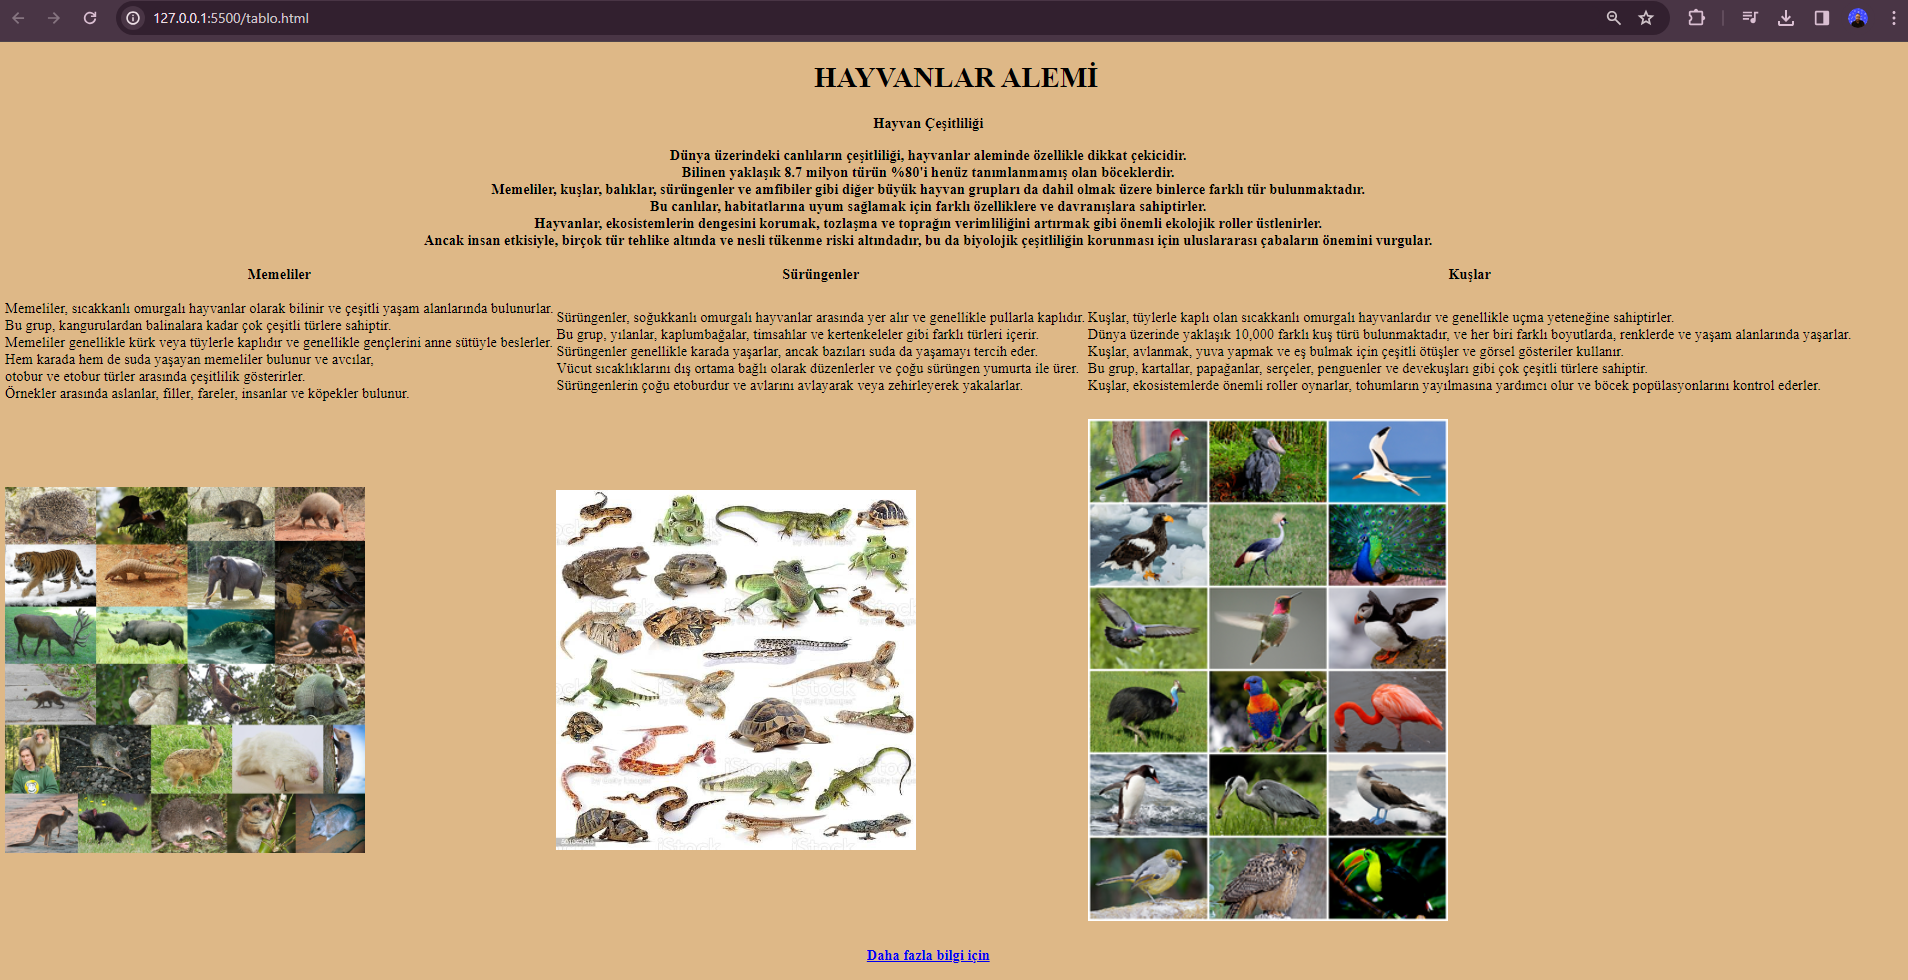 127.0.0.1:5500/tablo.html
HAYVANLAR ALEMİ
Hayvan Çeşitliliği
Dünya üzerindeki canlıların çeşitliliği, hayvanlar aleminde özellikle dikkat çekicidir.
Bilinen yaklaşık 8.7 milyon türün %80'i henüz tanımlanmamış olan böceklerdir.
Memeliler, kuşlar, balıklar, sürüngenler ve amfibiler gibi diğer büyük hayvan grupları da dahil olmak üzere binlerce farklı tür bulunmaktadır.
Bu canlılar, habitatlarına uyum sağlamak için farklı özelliklere ve davranışlara sahiptirler.
Hayvanlar, ekosistemlerin dengesini korumak, tozlaşma ve toprağın verimliliğini artırmak gibi önemli ekolojik roller üstlenirler.
Ancak insan etkisiyle, birçok tür tehlike altında ve nesli tükenme riski altındadır, bu da biyolojik çeşitliliğin korunması için uluslararası çabaların önemini vurgular.
Memeliler
Memeliler, sıcakkanlı omurgalı hayvanlar olarak bilinir ve çeşitli yaşam alanlarında bulunurlar.
Bu grup, kangurulardan balinalara kadar çok çeşitli türlere sahiptir.
Memeliler genellikle kürk veya tüylerle kaplıdır ve genellikle gençlerini anne sütüyle beslerler.
Hem karada hem de suda yaşayan memeliler bulunur ve avcılar,
otobur ve etobur türler arasında çeşitlilik gösterirler.
Örnekler arasında aslanlar, filler, fareler, insanlar ve köpekler bulunur.
Sürüngenler
Sürüngenler, soğukkanlı omurgalı hayvanlar arasında yer alır ve genellikle pullarla kaplıdır.
Bu grup, yılanlar, kaplumbağalar, timsahlar ve kertenkeleler gibi farklı türleri içerir.
Sürüngenler genellikle karada yaşarlar, ancak bazıları suda da yaşamayı tercih eder.
Vücut sıcaklıklarını dış ortama bağlı olarak düzenlerler ve çoğu sürüngen yumurta ile ürer.
Sürüngenlerin çoğu etoburdur ve avlarını avlayarak veya zehirleyerek yakalarlar.
Kuşlar
Kuşlar, tüylerle kaplı olan sıcakkanlı omurgalı hayvanlardır ve genellikle uçma yeteneğine sahiptirler.
Dünya üzerinde yaklaşık 10,000 farklı kuş türü bulunmaktadır, ve her biri farklı boyutlarda, renklerde ve yaşam alanlarında yaşarlar.
Kuşlar, avlanmak, yuva yapmak ve eş bulmak için çeşitli ötüşler ve görsel gösteriler kullanır.
Bu grup, kartallar, papağanlar, serçeler, penguenler ve devekuşları gibi çok çeşitli türlere sahiptir.
Kuşlar, ekosistemlerde önemli roller oynarlar, tohumların yayılmasına yardımcı olur ve böcek popülasyonlarını kontrol ederler.
iStock
by Getty Images
Daha fazla bilgi için